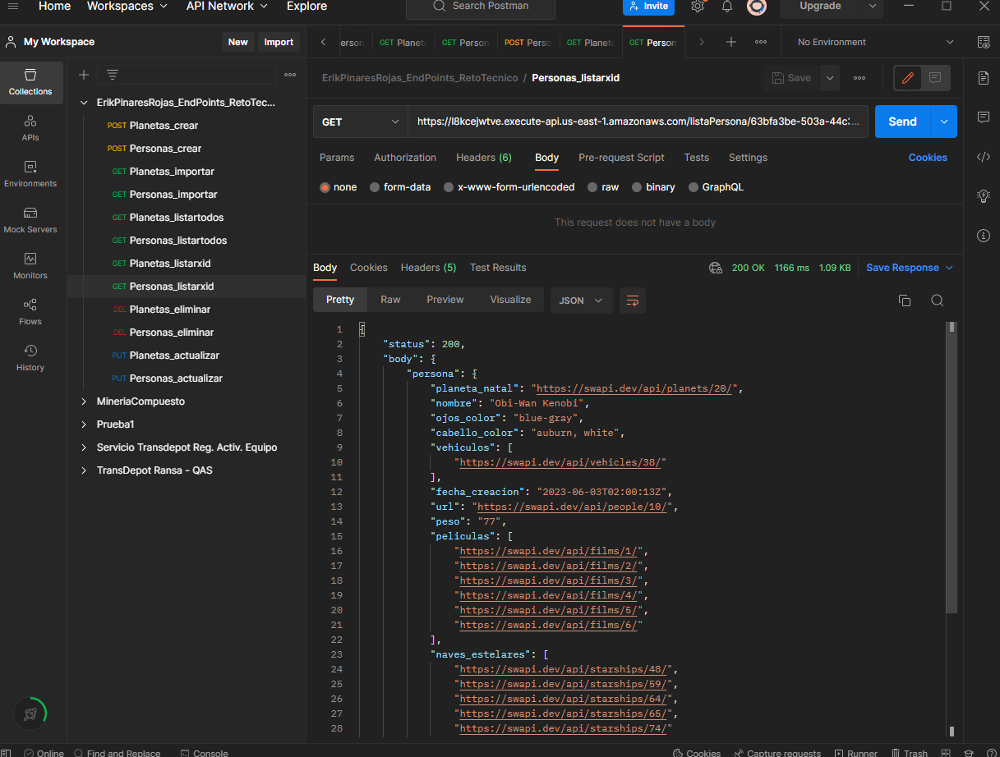 Home Workspaces API Network Explore Search Postman Invite Upgrade
My Workspace New Import
erson GET Planet GET Person POST Perso GET Planet GET Person No Environment
Collections
APIs
Environments
Mock Servers
Monitors
Flows
History
ErikPinaresRojas_EndPoints_RetoTec...
POST Planetas_crear
POST Personas_crear
GET Planetas_importar
GET Personas_importar
GET Planetas_listartodos
GET Personas_listartodos
GET Planetas_listarxid
GET Personas_listarxid
DEL Planetas_eliminar
DEL Personas_eliminar
PUT Planetas_actualizar
PUT Personas_actualizar
MineriaCompuesto
Prueba1
Servicio Transdepot Reg. Activ. Equipo
TransDepot Ransa - QAS
ErikPinaresRojas_EndPoints_RetoTecnico / Personas_listarxid Save
GET https://l8kcejwtve.execute-api.us-east-1.amazonaws.com/listaPersona/63bfa3be-503a-44c... Send
Params Authorization Headers (6) Body Pre-request Script Tests Settings Cookies
none form-data x-www-form-urlencoded raw binary GraphQL
This request does not have a body
Body Cookies Headers (5) Test Results 200 OK 1166 ms 1.09 KB Save Response
Pretty Raw Preview Visualize JSON
1 {
2 "status": 200,
3 "body": {
4 "persona": {
5 "planeta_natal": "https://swapi.dev/api/planets/20/",
6 "nombre": "Obi-Wan Kenobi",
7 "ojos_color": "blue-gray",
8 "cabello_color": "auburn, white",
9 "vehiculos": [
10 "https://swapi.dev/api/vehicles/38/"
11 ],
12 "fecha_creacion": "2023-06-03T02:00:13Z",
13 "url": "https://swapi.dev/api/people/10/",
14 "peso": "77",
15 "peliculas": [
16 "https://swapi.dev/api/films/1/",
17 "https://swapi.dev/api/films/2/",
18 "https://swapi.dev/api/films/3/",
19 "https://swapi.dev/api/films/4/",
20 "https://swapi.dev/api/films/5/",
21 "https://swapi.dev/api/films/6/"
22 ],
23 "naves_estelares": [
24 "https://swapi.dev/api/starships/48/",
25 "https://swapi.dev/api/starships/59/",
26 "https://swapi.dev/api/starships/64/",
27 "https://swapi.dev/api/starships/65/",
28 "https://swapi.dev/api/starships/74/"
Online Find and Replace Console Cookies Capture requests Runner Trash